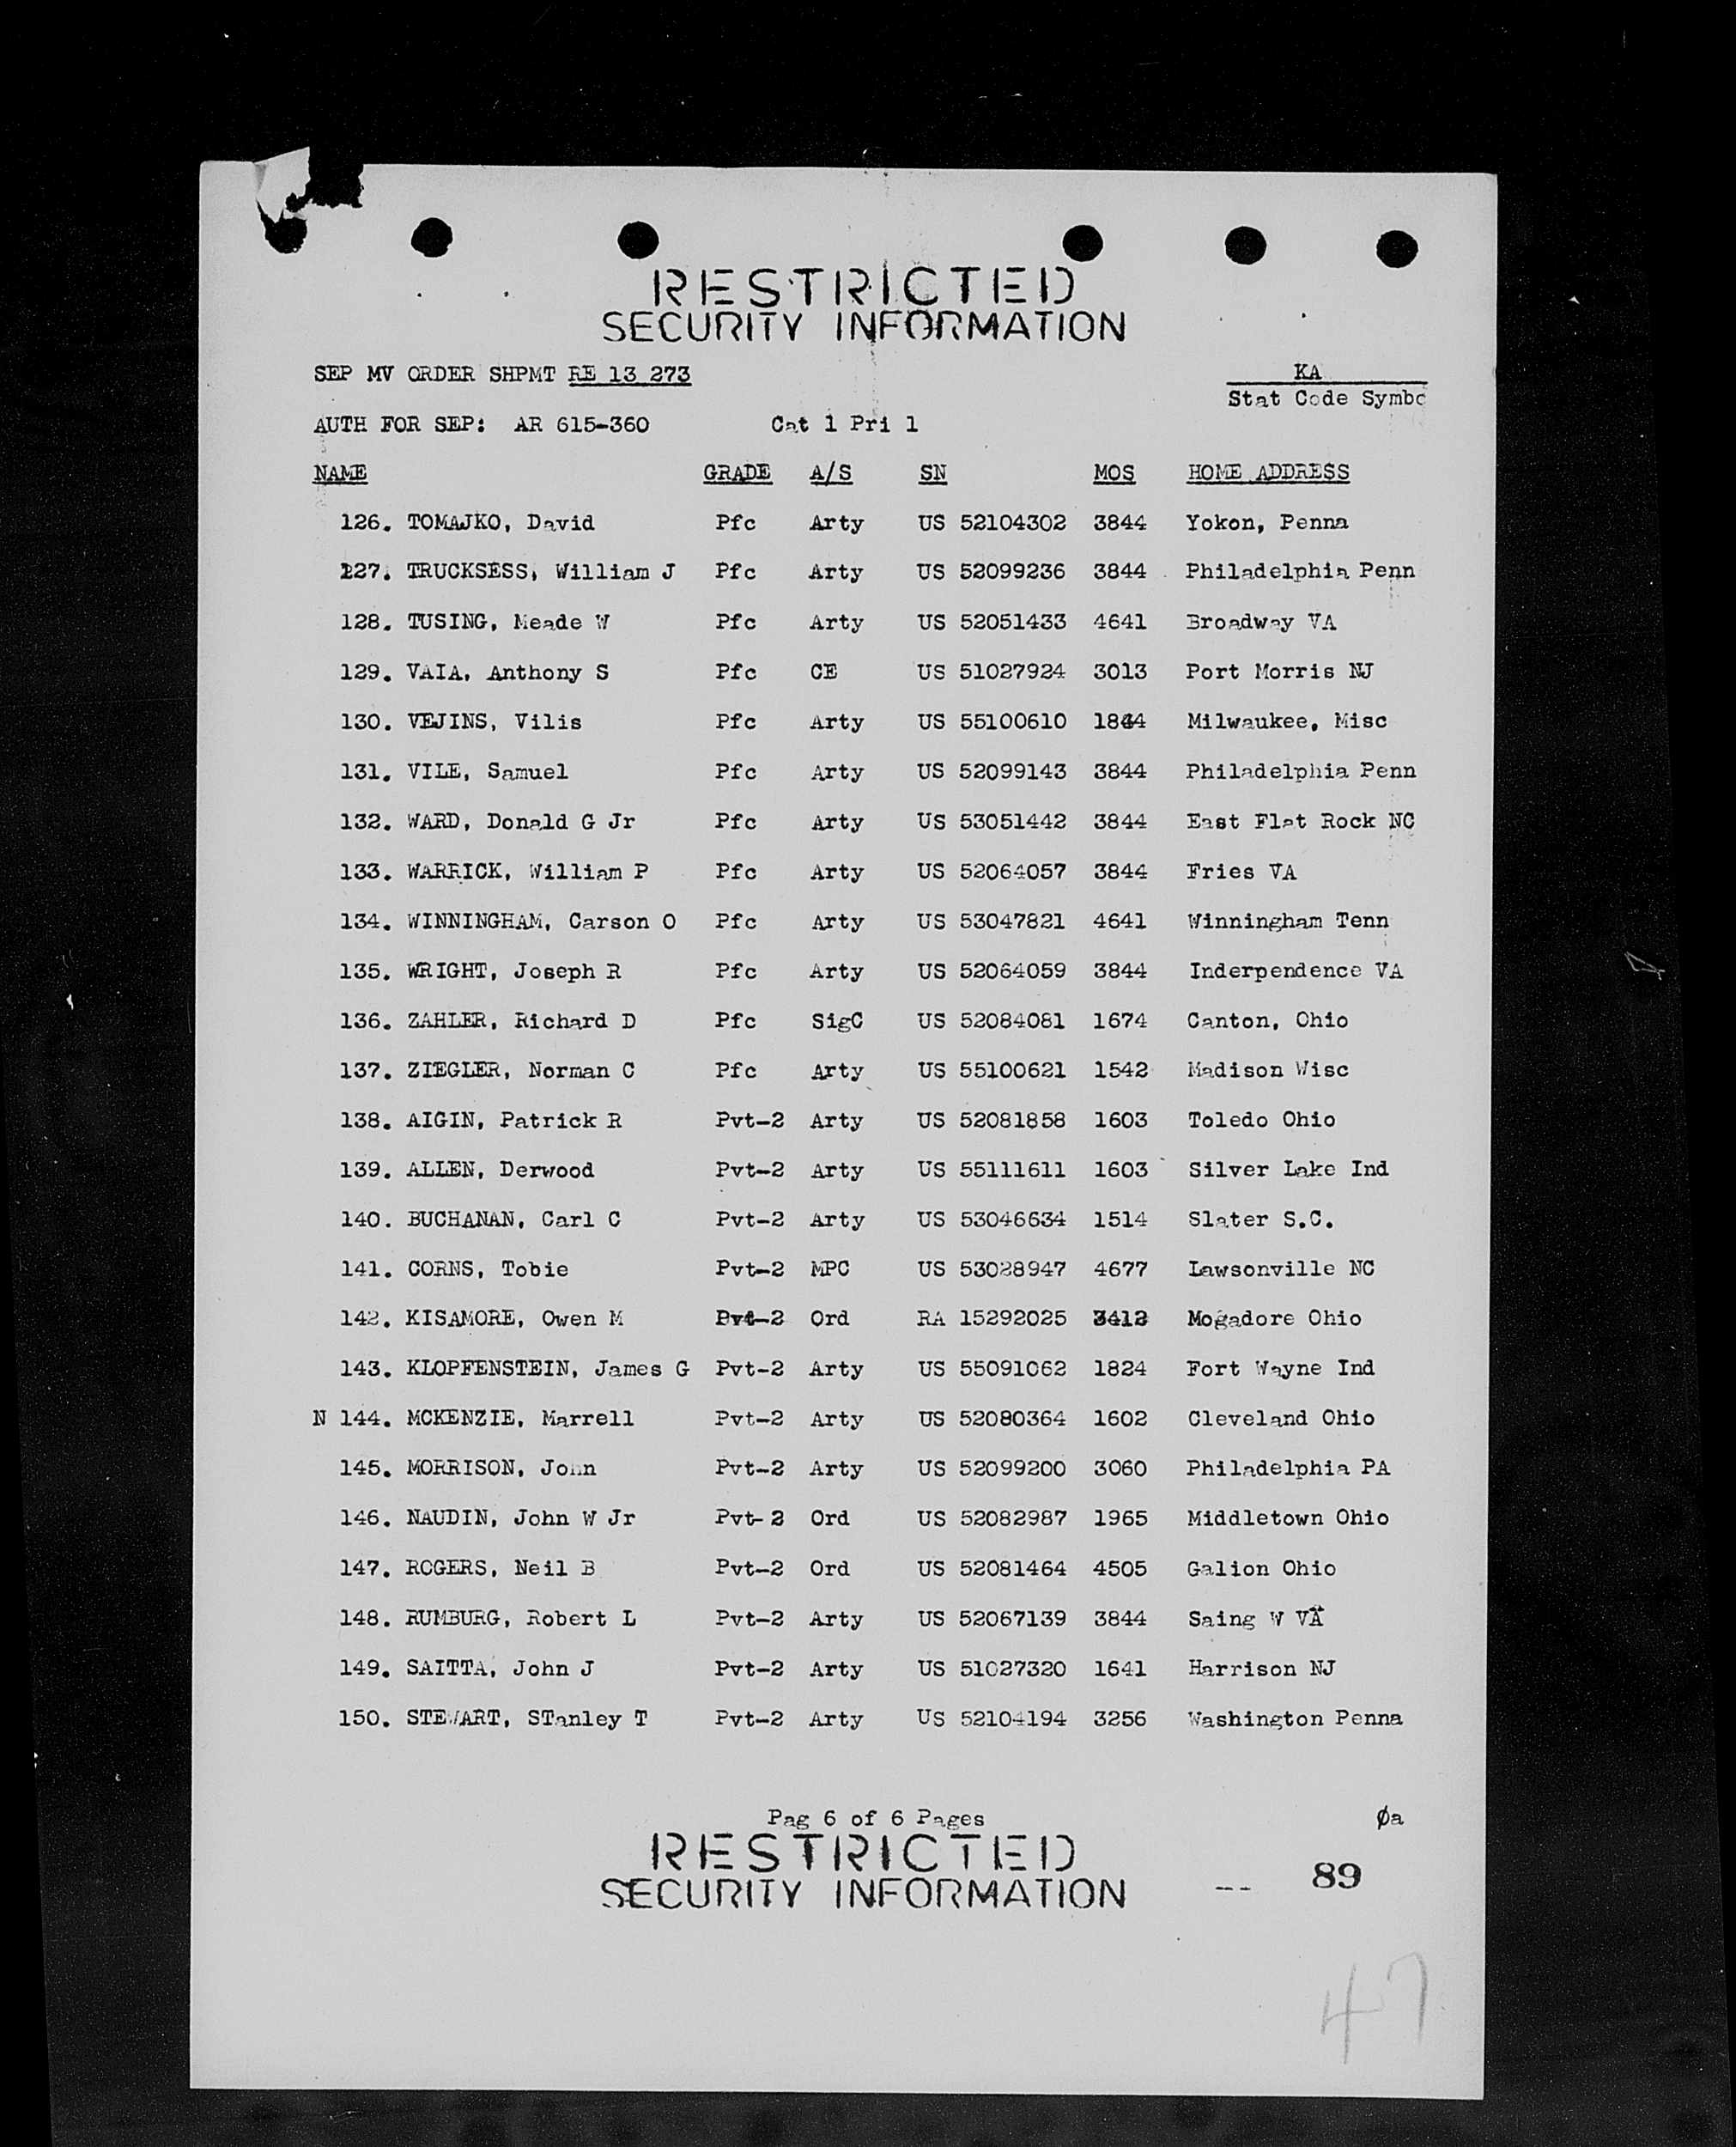 RESTRICTED
SECURITY INFORMATION
SEP MV ORDER SHPMT RE 13 273 KA
Stat Code Symbo
AUTH FOR SEP: AR 615-360 Cat 1 Pri 1
NAME GRADE A/S SN MOS HOME ADDRESS
126. TOMAJKO, David Pfc Arty US 52104302 3844 Yokon, Penna
227. TRUCKSESS, William J Pfc Arty US 52099236 3844 Philadelphia Penn
128. TUSING, Meade W Pfc Arty US 52051433 4641 Broadway VA
129. VAIA, Anthony S Pfc CE US 51027924 3013 Port Morris NJ
130. VEJINS, Vilis Pfc Arty US 55100610 1844 Milwaukee, Misc
131. VILE, Samuel Pfc Arty US 52099143 3844 Philadelphia Penn
132. WARD, Donald G Jr Pfc Arty US 53051442 3844 East Flat Rock NC
133. WARRICK, William P Pfc Arty US 52064057 3844 Fries VA
134. WINNINGHAM, Carson O Pfc Arty US 53047821 4641 Winningham Tenn
135. WRIGHT, Joseph R Pfc Arty US 52064059 3844 Inderpendence VA
136. ZAHLER, Richard D Pfc SigC US 52084081 1674 Canton, Ohio
137. ZIEGLER, Norman C Pfc Arty US 55100621 1542 Madison Wisc
138. AIGIN, Patrick R Pvt-2 Arty US 52081858 1603 Toledo Ohio
139. ALLEN, Derwood Pvt-2 Arty US 55111611 1603 Silver Lake Ind
140. BUCHANAN, Carl C Pvt-2 Arty US 53046634 1514 Slater S.C.
141. CORNS, Tobie Pvt-2 MPC US 53028947 4677 Lawsonville NC
142. KISAMORE, Owen M Pvt-2 Ord RA 15292025 3412 Mogadore Ohio
143. KLOPFENSTEIN, James G Pvt-2 Arty US 55091062 1824 Fort Wayne Ind
N 144. MCKENZIE, Marrell Pvt-2 Arty US 52080364 1602 Cleveland Ohio
145. MORRISON, John Pvt-2 Arty US 52099200 3060 Philadelphia PA
146. NAUDIN, John W Jr Pvt-2 Ord US 52082987 1965 Middletown Ohio
147. ROGERS, Neil B Pvt-2 Ord US 52081464 4505 Galion Ohio
148. RUMBURG, Robert L Pvt-2 Arty US 52067139 3844 Saing W VA
149. SAITTA, John J Pvt-2 Arty US 51027320 1641 Harrison NJ
150. STEWART, STanley T Pvt-2 Arty US 52104194 3256 Washington Penna
Pag 6 of 6 Pages Øa
RESTRICTED
SECURITY INFORMATION -- 89
47